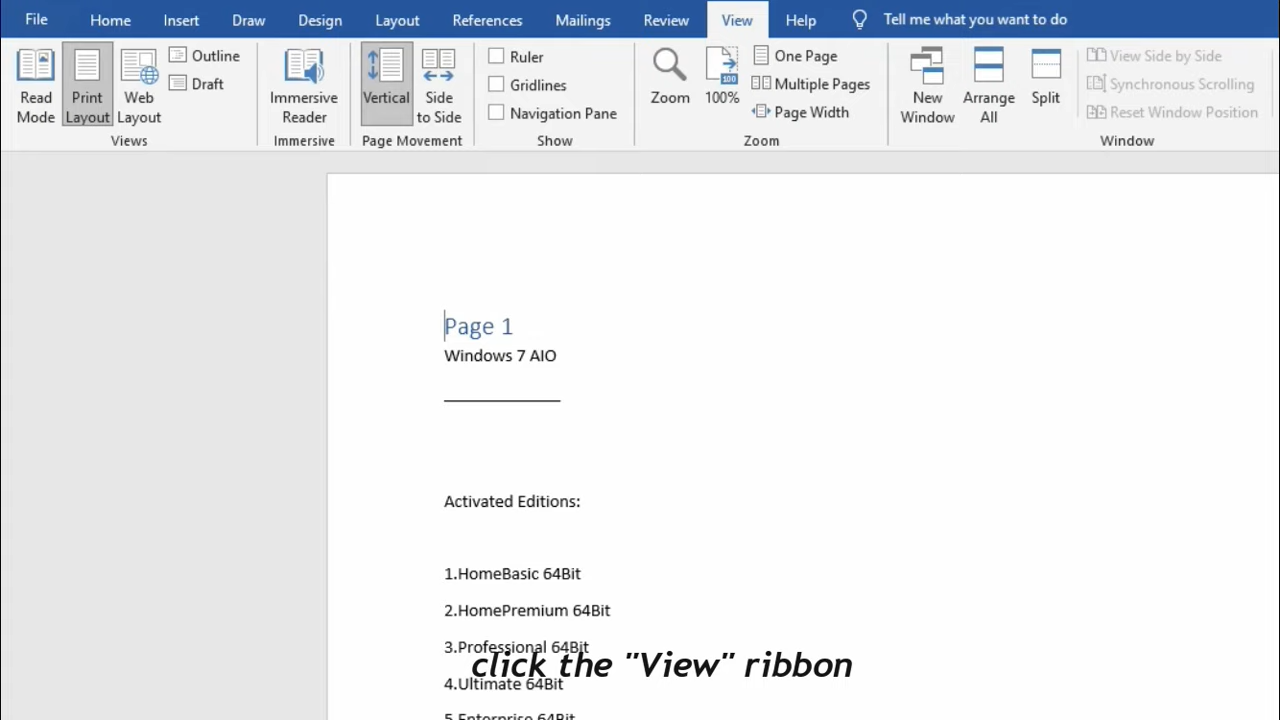 File Home Insert Draw Design Layout References Mailings Review View Help Tell me what you want to do
Read Mode
Print Layout
Web Layout
Outline
Draft
Views
Immersive Reader
Immersive
Vertical
Side to Side
Page Movement
Ruler
Gridlines
Navigation Pane
Show
Zoom
100
100%
One Page
Multiple Pages
Page Width
Zoom
New Window
Arrange All
Split
View Side by Side
Synchronous Scrolling
Reset Window Position
Window
Page 1
Windows 7 AIO
Activated Editions:
1.HomeBasic 64Bit
2.HomePremium 64Bit
3.Professional 64Bit
click the "View" ribbon
4.Ultimate 64Bit
5.Enterprise 64Bit